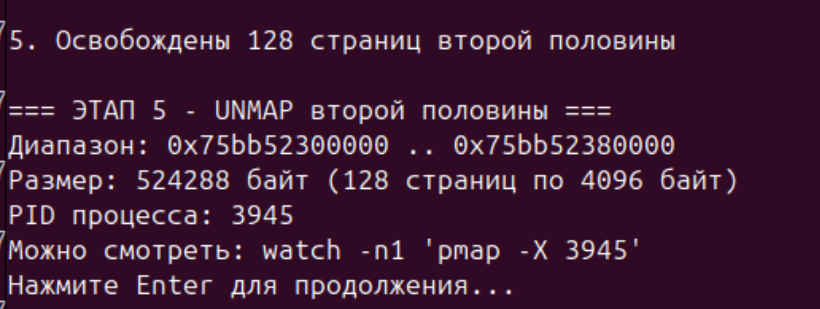 5. Освобождены 128 страниц второй половины
=== ЭТАП 5 - UNMAP второй половины ===
Диапазон: 0x75bb52300000 .. 0x75bb52380000
Размер: 524288 байт (128 страниц по 4096 байт)
PID процесса: 3945
Можно смотреть: watch -n1 'pmap -X 3945'
Нажмите Enter для продолжения...